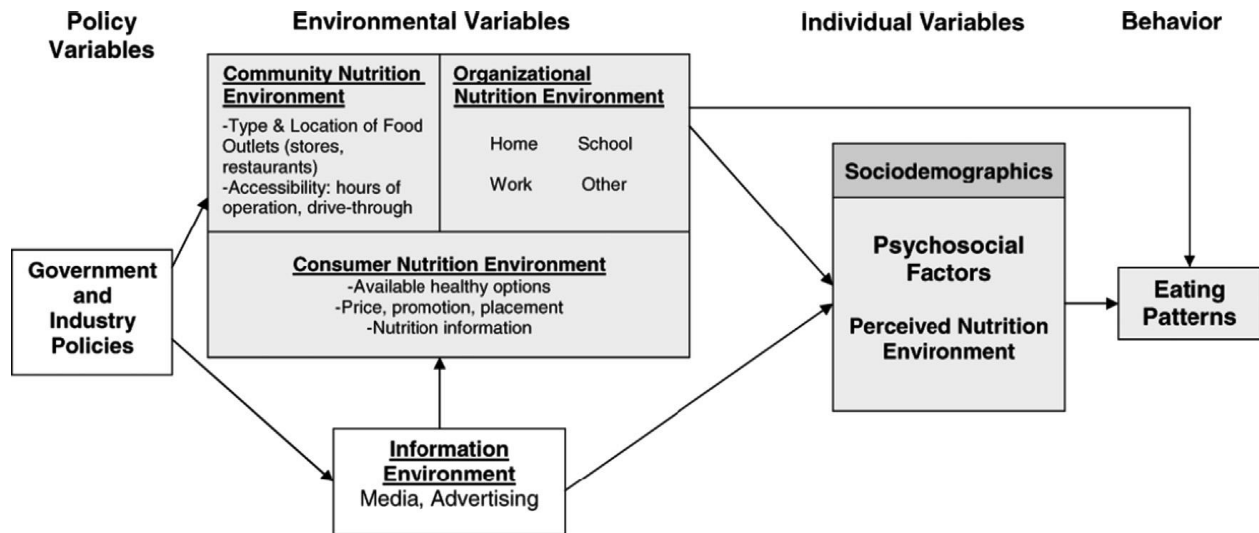 Policy
Variables
Environmental Variables
Individual Variables
Behavior
Community Nutrition
Environment
-Type & Location of Food
Outlets (stores,
restaurants)
-Accessibility: hours of
operation, drive-through
Organizational
Nutrition Environment
Home School
Work Other
Consumer Nutrition Environment
-Available healthy options
-Price, promotion, placement
-Nutrition information
Government
and
Industry
Policies
Information
Environment
Media, Advertising
Sociodemographics
Psychosocial
Factors
Perceived Nutrition
Environment
Eating
Patterns